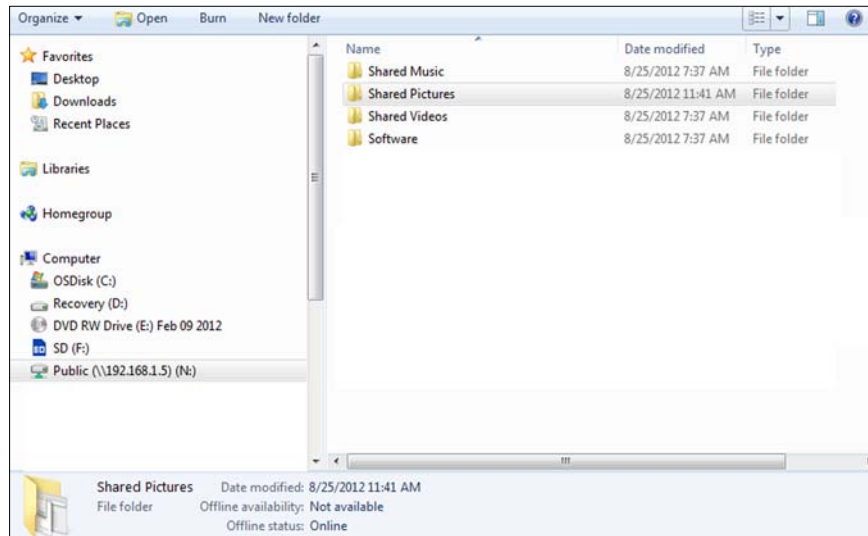 Organize Open Burn New folder
Favorites
Desktop
Downloads
Recent Places
Libraries
Homegroup
Computer
OSDisk (C:)
Recovery (D:)
DVD RW Drive (E:) Feb 09 2012
SD (F:)
Public (\\192.168.1.5) (N:)
Name Date modified Type
Shared Music 8/25/2012 7:37 AM File folder
Shared Pictures 8/25/2012 11:41 AM File folder
Shared Videos 8/25/2012 7:37 AM File folder
Software 8/25/2012 7:37 AM File folder
Shared Pictures Date modified: 8/25/2012 11:41 AM
File folder Offline availability: Not available
Offline status: Online